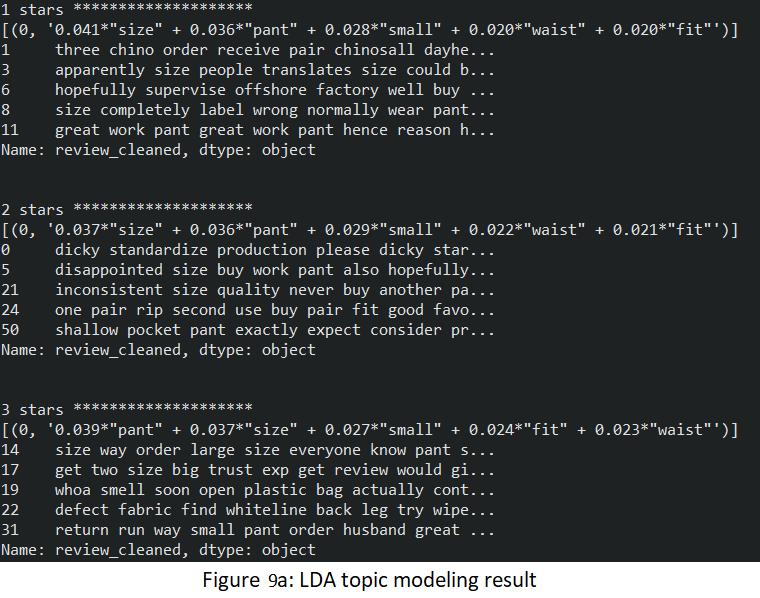 1 stars ********************
[(0, '0.041*"size" + 0.036*"pant" + 0.028*"small" + 0.020*"waist" + 0.020*"fit"')]
1     three chino order receive pair chinosall dayhe...
3     apparently size people translates size could b...
6     hopefully supervise offshore factory well buy ...
8     size completely label wrong normally wear pant...
11    great work pant great work pant hence reason h...
Name: review_cleaned, dtype: object
2 stars ********************
[(0, '0.037*"size" + 0.036*"pant" + 0.029*"small" + 0.022*"waist" + 0.021*"fit"')]
0     dicky standardize production please dicky star...
5     disappointed size buy work pant also hopefully...
21    inconsistent size quality never buy another pa...
24    one pair rip second use buy pair fit good favo...
50    shallow pocket pant exactly expect consider pr...
Name: review_cleaned, dtype: object
3 stars ********************
[(0, '0.039*"pant" + 0.037*"size" + 0.027*"small" + 0.024*"fit" + 0.023*"waist"')]
14    size way order large size everyone know pant s...
17    get two size big trust exp get review would gi...
19    whoa smell soon open plastic bag actually cont...
22    defect fabric find whiteline back leg try wipe...
31    return run way small pant order husband great ...
Name: review_cleaned, dtype: object
Figure 9a: LDA topic modeling result